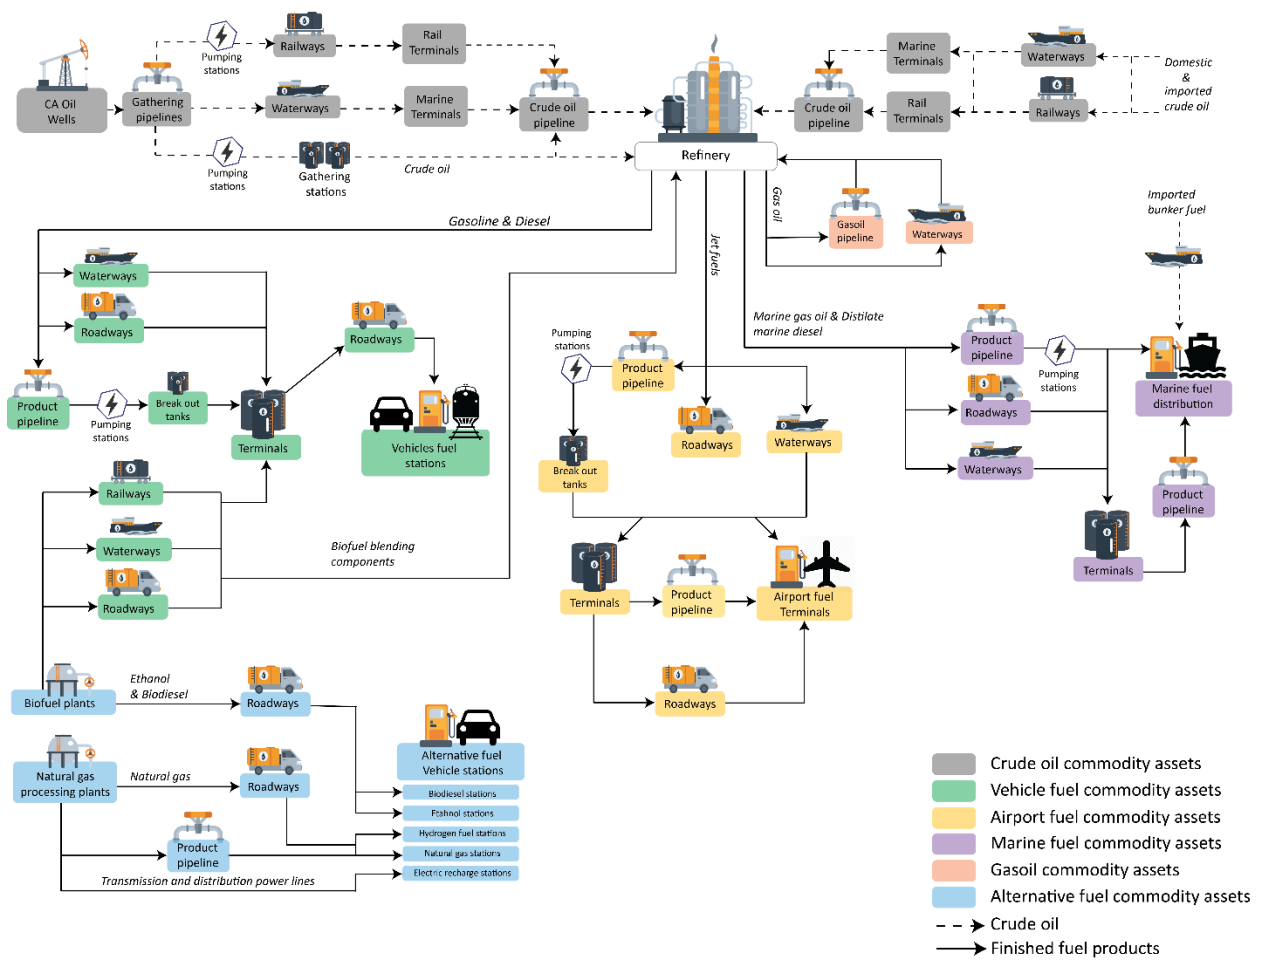 Pumping
stations
Railways
Rail
Terminals
CA Oil
Wells
Gathering
pipelines
Waterways
Marine
Terminals
Crude oil
pipeline
Pumping
stations
Gathering
stations
Crude oil
Refinery
Marine
Terminals
Waterways
Crude oil
pipeline
Rail
Terminals
Railways
Domestic
&
imported
crude oil
Gas oil
Gasoil
pipeline
Waterways
Imported
bunker fuel
Gasoline & Diesel
Jet fuels
Waterways
Roadways
Product
pipeline
Pumping
stations
Break out
tanks
Terminals
Roadways
Vehicles fuel
stations
Railways
Waterways
Roadways
Biofuel blending
components
Pumping
stations
Product
pipeline
Roadways
Waterways
Break out
tanks
Terminals
Product
pipeline
Airport fuel
Terminals
Roadways
Marine gas oil & Distilate
marine diesel
Product
pipeline
Pumping
stations
Roadways
Waterways
Marine fuel
distribution
Product
pipeline
Terminals
Biofuel plants
Ethanol
& Biodiesel
Roadways
Natural gas
processing plants
Natural gas
Roadways
Product
pipeline
Transmission and distribution power lines
Alternative fuel
Vehicle stations
Biodiesel stations
Etahnol stations
Hydrogen fuel stations
Natural gas stations
Electric recharge stations
Crude oil commodity assets
Vehicle fuel commodity assets
Airport fuel commodity assets
Marine fuel commodity assets
Gasoil commodity assets
Alternative fuel commodity assets
Crude oil
Finished fuel products